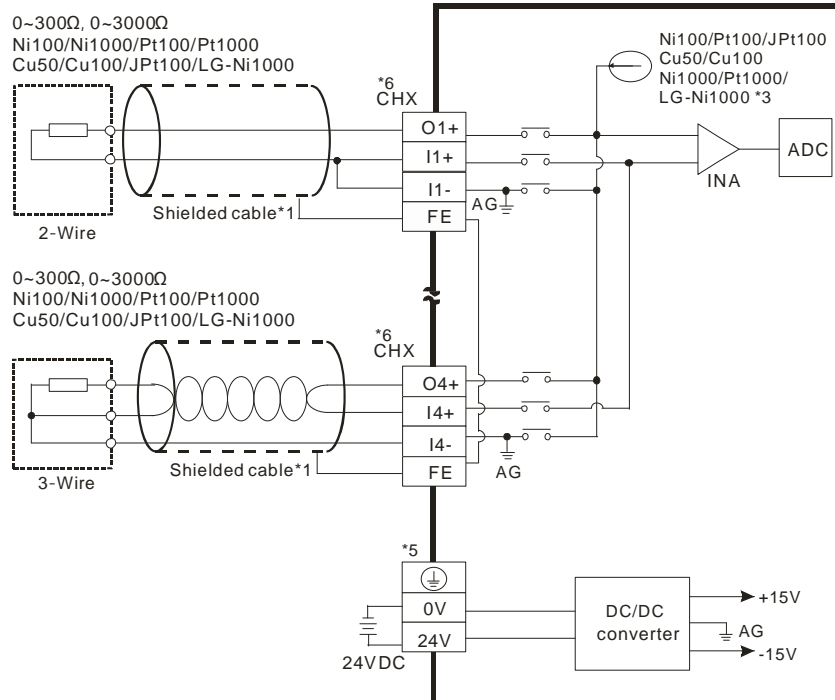 0~300Ω, 0~3000Ω
Ni100/Ni1000/Pt100/Pt1000
Cu50/Cu100/JPt100/LG-Ni1000
*6
CHX
O1+
I1+
I1-
FE
Shielded cable*1
2-Wire
Ni100/Pt100/JPt100
Cu50/Cu100
Ni1000/Pt1000/
LG-Ni1000 *3
AG
INA
ADC
0~300Ω, 0~3000Ω
Ni100/Ni1000/Pt100/Pt1000
Cu50/Cu100/JPt100/LG-Ni1000
*6
CHX
O4+
I4+
I4-
FE
Shielded cable*1
3-Wire
AG
*5
0V
24V
24VDC
DC/DC
converter
+15V
AG
-15V